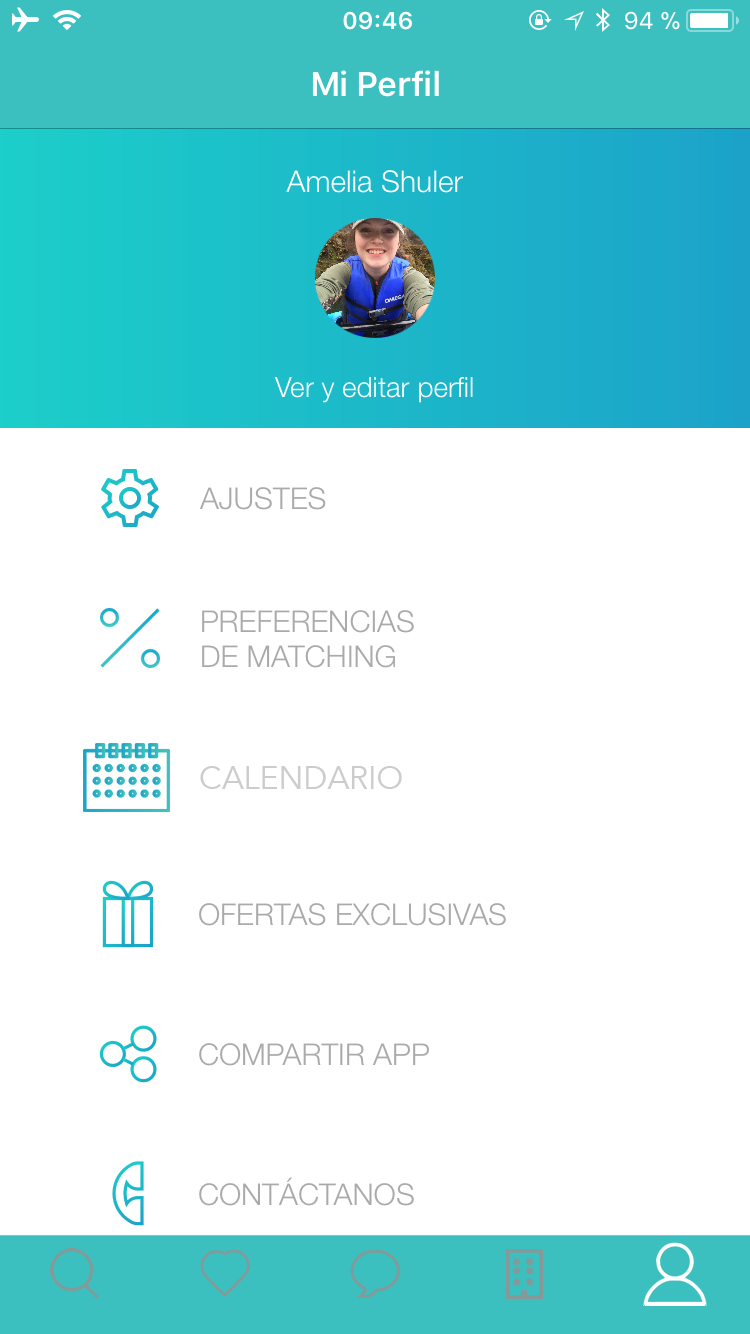 09:46
94 %
Mi Perfil
Amelia Shuler
Ver y editar perfil
AJUSTES
PREFERENCIAS
DE MATCHING
CALENDARIO
OFERTAS EXCLUSIVAS
COMPARTIR APP
CONTÁCTANOS